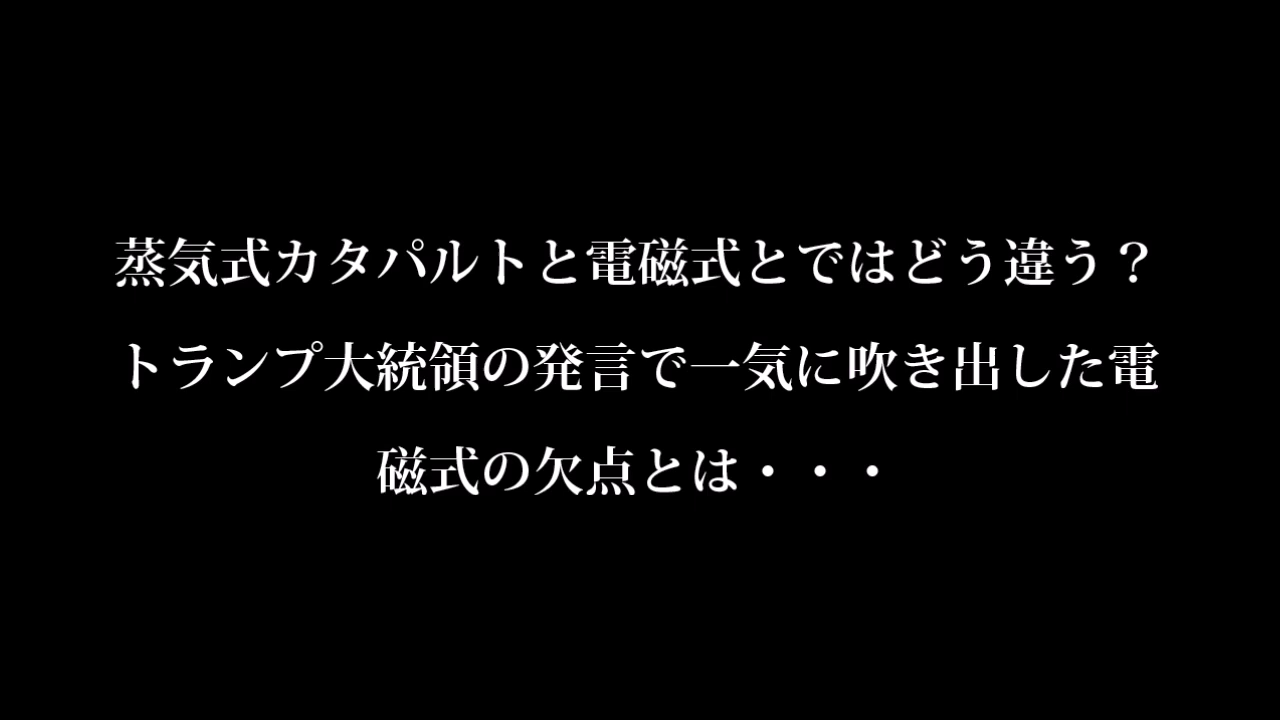 蒸気式カタパルトと電磁式とではどう違う？
トランプ大統領の発言で一気に吹き出した電
磁式の欠点とは・・・